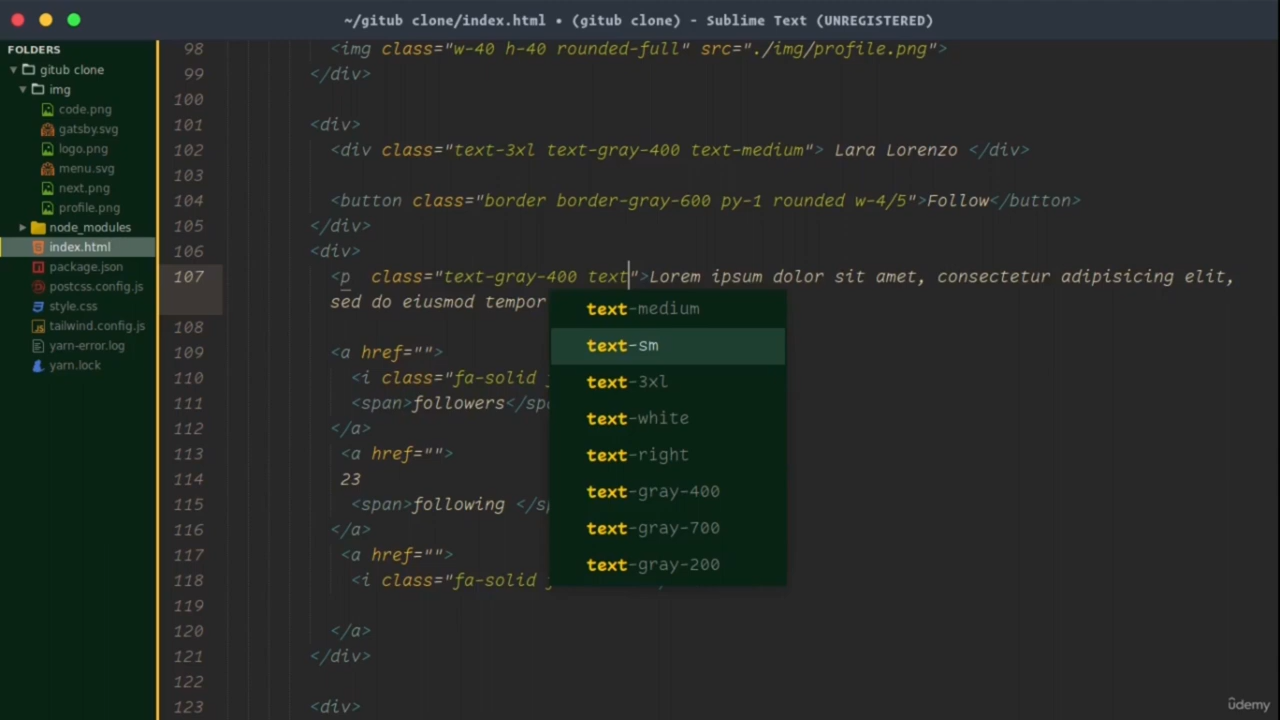 ~/gitub clone/index.html • (gitub clone) - Sublime Text (UNREGISTERED)
FOLDERS
gitub clone
img
code.png
gatsby.svg
logo.png
menu.svg
next.png
profile.png
node_modules
index.html
package.json
postcss.config.js
style.css
tailwind.config.js
yarn-error.log
yarn.lock
98 <img class="w-40 h-40 rounded-full" src="./img/profile.png">
99 </div>
100
101 <div>
102 <div class="text-3xl text-gray-400 text-medium"> Lara Lorenzo </div>
103
104 <button class="border border-gray-600 py-1 rounded w-4/5">Follow</button>
105 </div>
106 <div>
107 <p  class="text-gray-400 text">Lorem ipsum dolor sit amet, consectetur adipisicing elit,
sed do eiusmod tempor
108
109 <a href="">
110 <i class="fa-solid
111 <span>followers</spa
112 </a>
113 <a href="">
114 23
115 <span>following </sp
116 </a>
117 <a href="">
118 <i class="fa-solid
119
120 </a>
121 </div>
122
123 <div>
text-medium
text-sm
text-3xl
text-white
text-right
text-gray-400
text-gray-700
text-gray-200
ûdemy